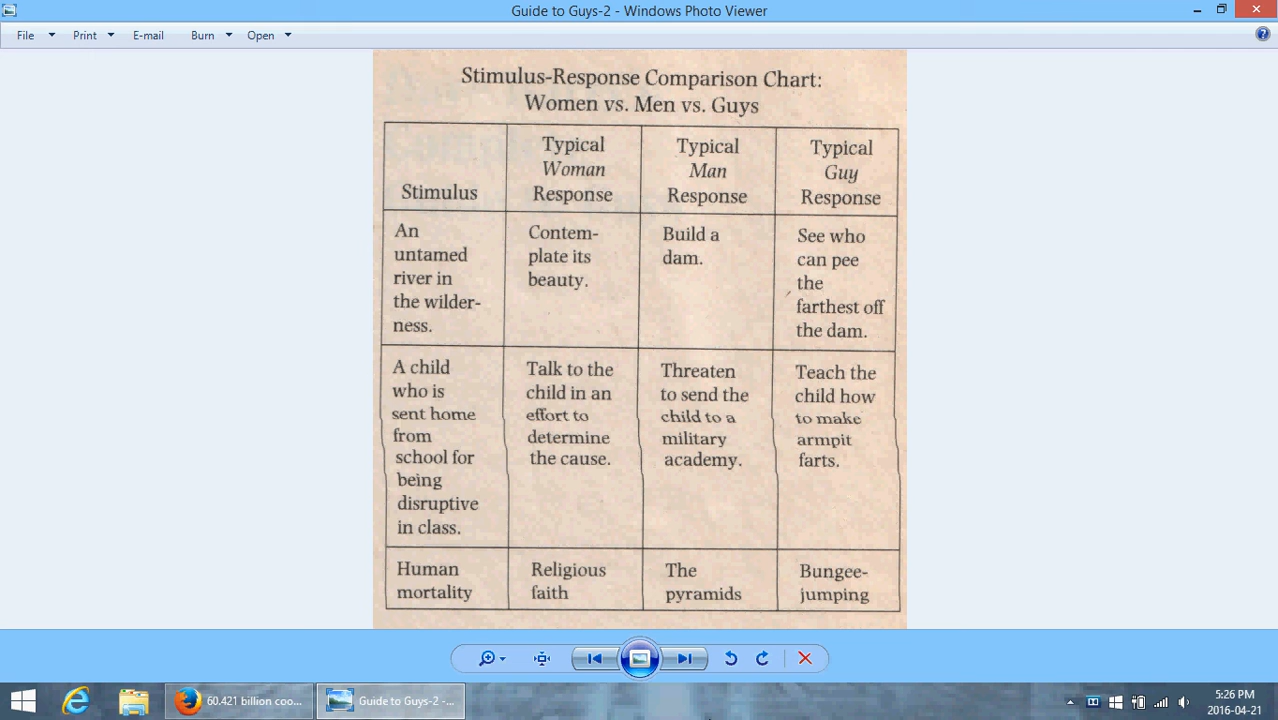 Guide to Guys-2 - Windows Photo Viewer
File Print E-mail Burn Open
Stimulus-Response Comparison Chart:
Women vs. Men vs. Guys
Stimulus
Typical
Woman
Response
Typical
Man
Response
Typical
Guy
Response
An
untamed
river in
the wilder-
ness.
Contem-
plate its
beauty.
Build a
dam.
See who
can pee
the
farthest off
the dam.
A child
who is
sent home
from
school for
being
disruptive
in class.
Talk to the
child in an
effort to
determine
the cause.
Threaten
to send the
child to a
military
academy.
Teach the
child how
to make
armpit
farts.
Human
mortality
Religious
faith
The
pyramids
Bungee-
jumping
60.421 billion coo...
Guide to Guys-2 -...
5:26 PM
2016-04-21